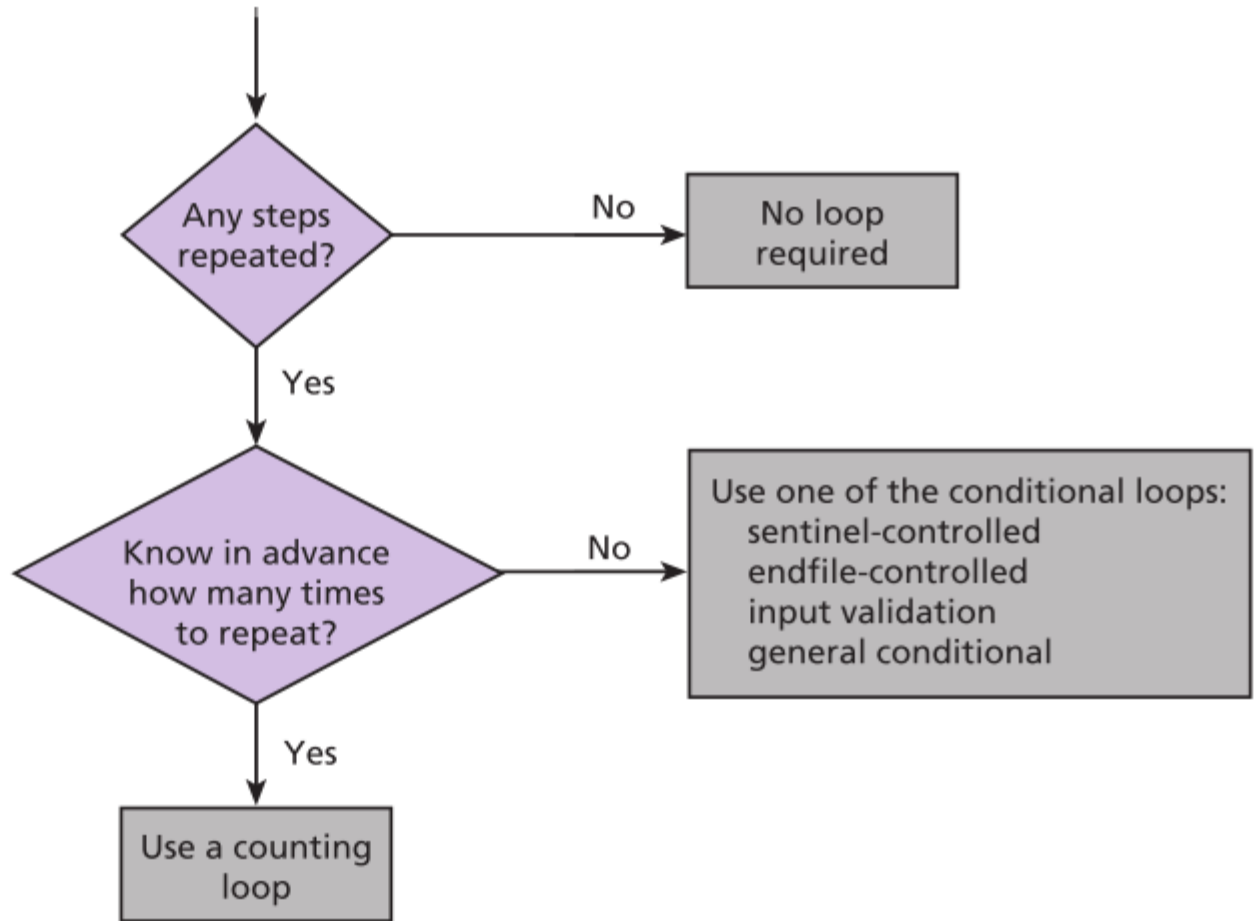 Any steps
repeated?
No
No loop
required
Yes
Know in advance
how many times
to repeat?
No
Use one of the conditional loops:
sentinel-controlled
endfile-controlled
input validation
general conditional
Yes
Use a counting
loop